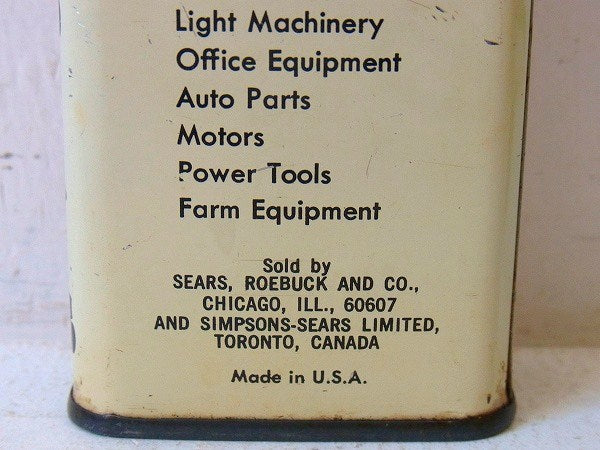 Light Machinery
Office Equipment
Auto Parts
Motors
Power Tools
Farm Equipment
Sold by
SEARS, ROEBUCK AND CO.,
CHICAGO, ILL., 60607
AND SIMPSONS-SEARS LIMITED,
TORONTO, CANADA
Made in U.S.A.